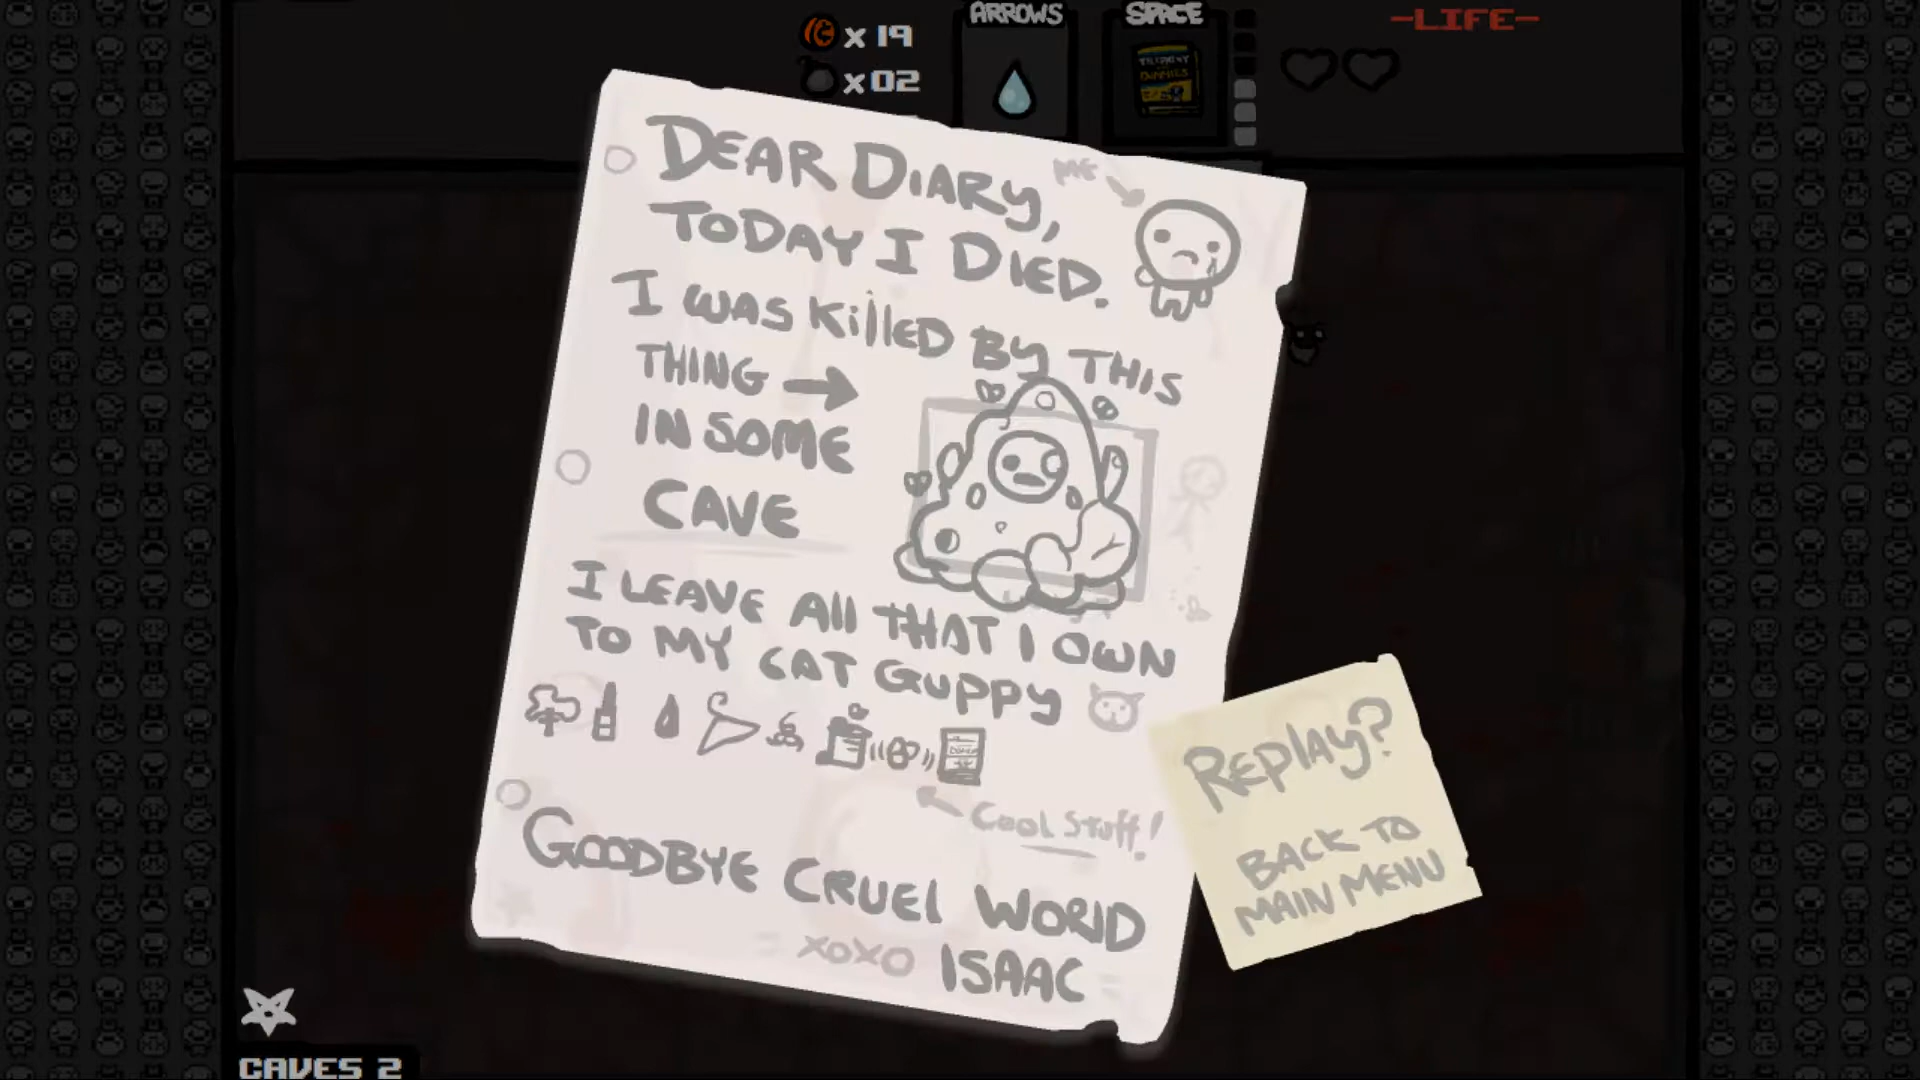 x 19
x 02
ARROWS
SPACE
-LIFE-
DEAR DIARY,
ME
TODAY I DIED.
I WAS KillED BY THIS
THING →
IN SOME
CAVE
I LEAVE All THAT I OWN
TO MY CAT GUPPY
COOL STUFF!
GOODBYE CRUEL WORLD
XOXO ISAAC
REPLAY?
BACK TO
MAIN MENU
CAVES 2